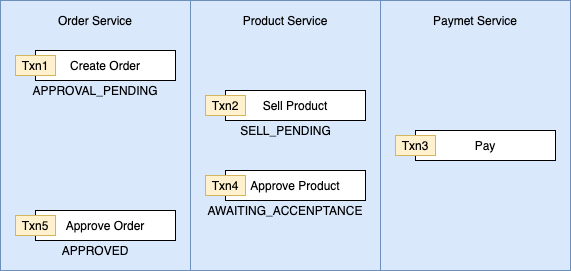 Order Service
Product Service
Paymet Service
Txn1
Create Order
APPROVAL_PENDING
Txn2
Sell Product
SELL_PENDING
Txn3
Pay
Txn4
Approve Product
AWAITING_ACCENPTANCE
Txn5
Approve Order
APPROVED